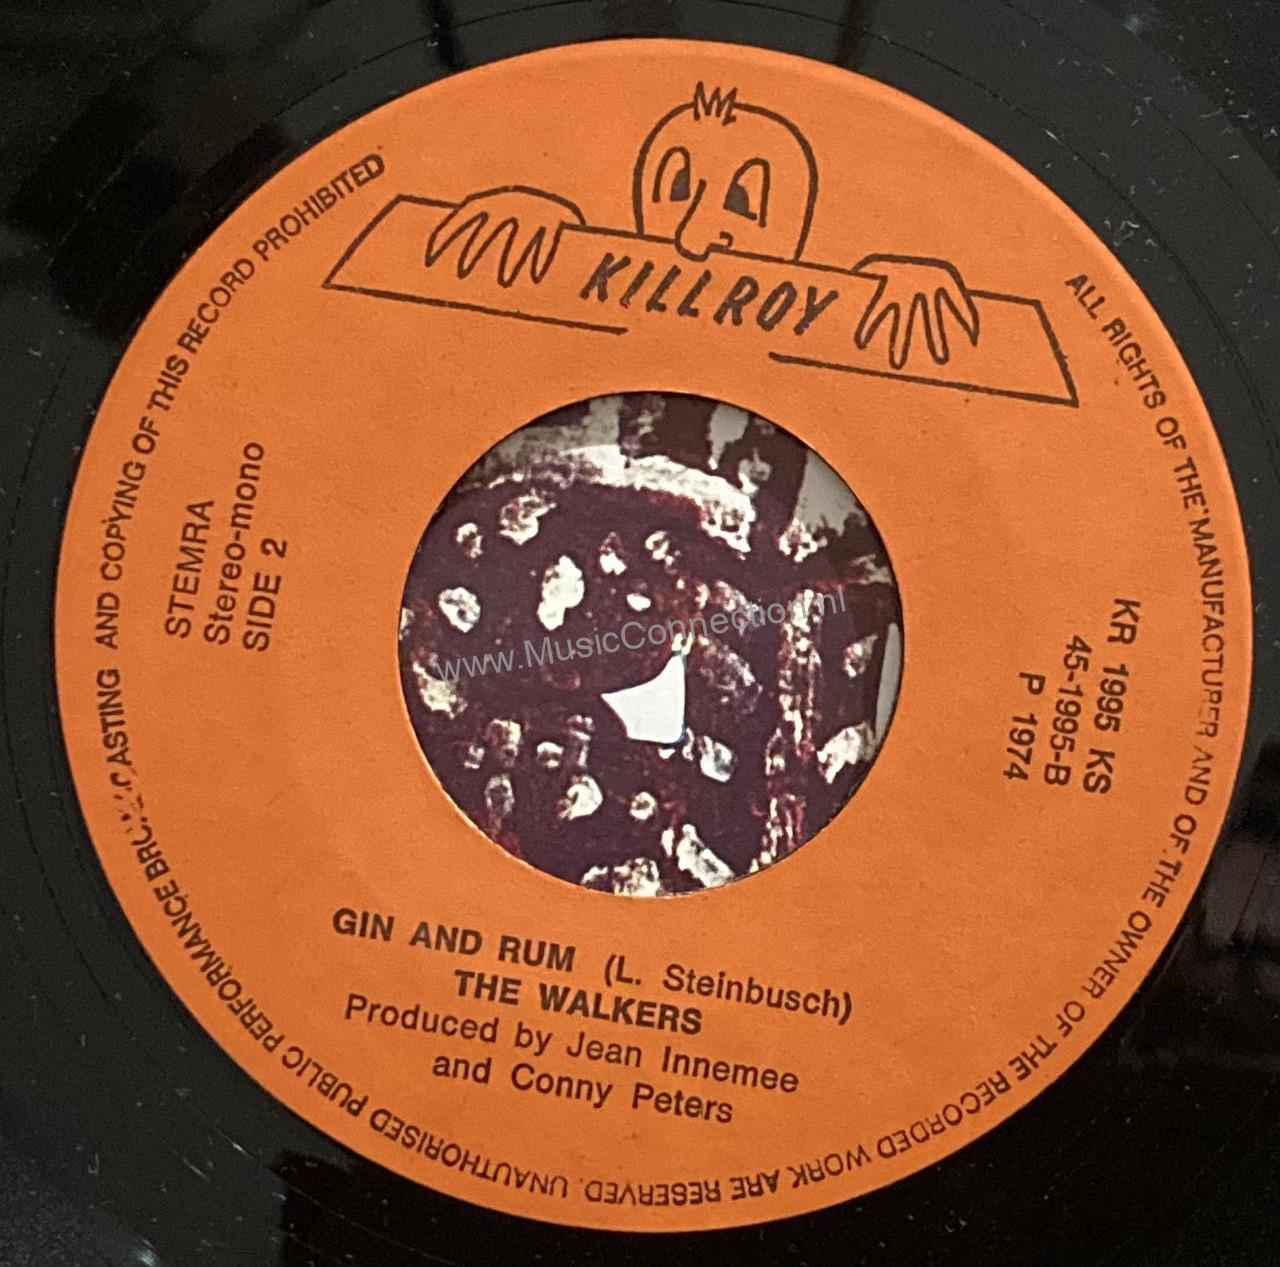 KILLROY
STEMRA
Stereo-mono
SIDE 2
KR 1995 KS
45-1995-B
P 1974
www.MusicConnection.nl
GIN AND RUM (L. Steinbusch)
THE WALKERS
Produced by Jean Innemee
and Conny Peters
ALL RIGHTS OF THE MANUFACTURER AND OF THE OWNER OF THE RECORDED WORK ARE RESERVED. UNAUTHORISED PUBLIC PERFORMANCE AND COPYING OF THIS RECORD PROHIBITED